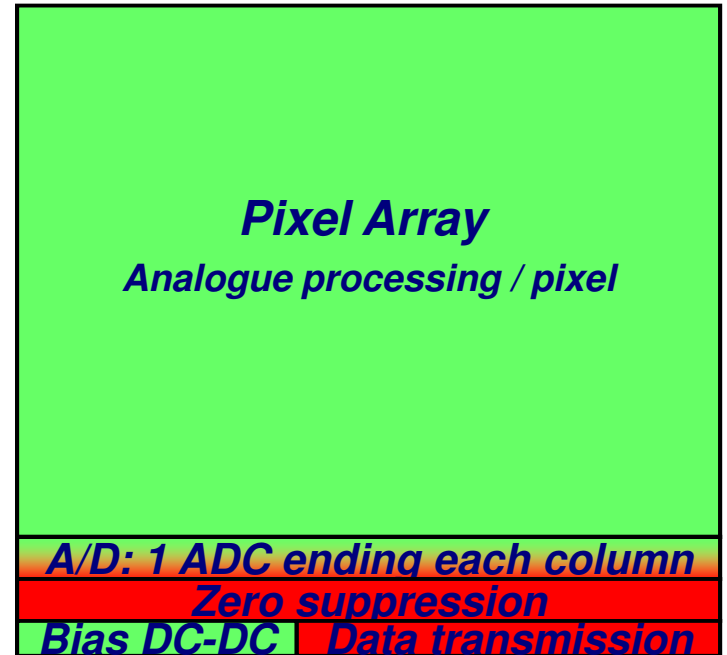 Pixel Array
Analogue processing / pixel
A/D: 1 ADC ending each column
Zero suppression
Bias DC-DC
Data transmission